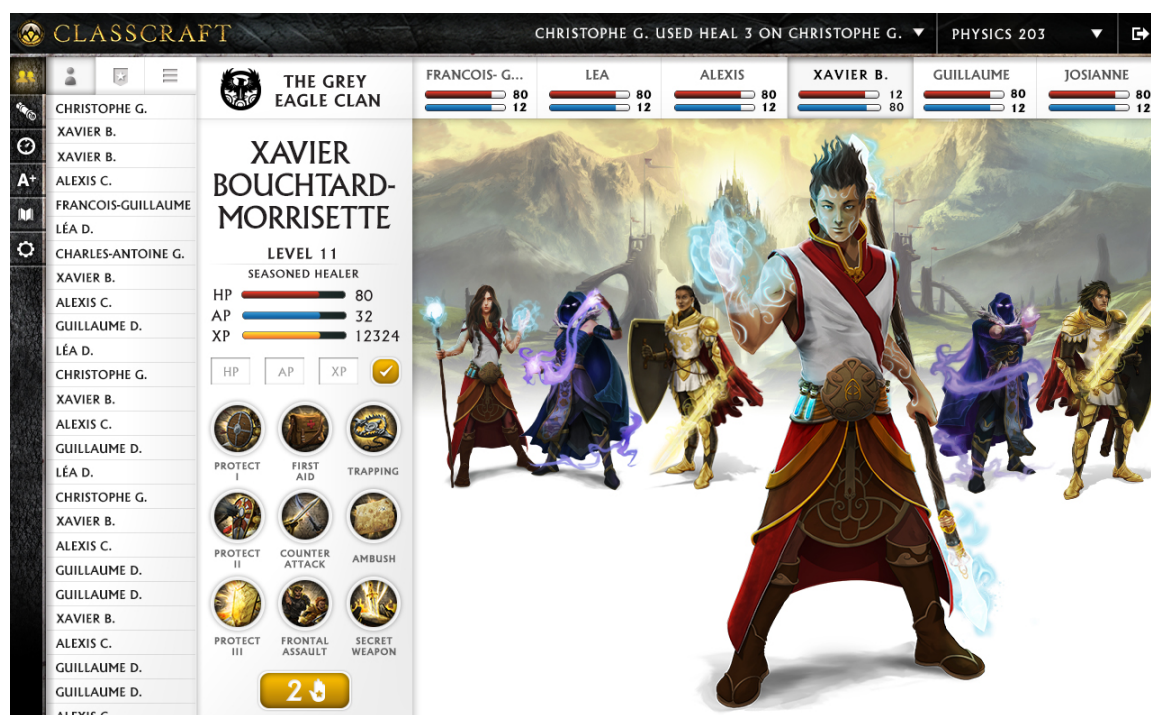 CLASSCRAFT
CHRISTOPHE G. USED HEAL 3 ON CHRISTOPHE G.
PHYSICS 203
A+
CHRISTOPHE G.
XAVIER B.
XAVIER B.
ALEXIS C.
FRANCOIS-GUILLAUME
LÉA D.
CHARLES-ANTOINE G.
XAVIER B.
ALEXIS C.
GUILLAUME D.
LÉA D.
CHRISTOPHE G.
XAVIER B.
ALEXIS C.
GUILLAUME D.
LÉA D.
CHRISTOPHE G.
XAVIER B.
ALEXIS C.
GUILLAUME D.
GUILLAUME D.
XAVIER B.
ALEXIS C.
GUILLAUME D.
GUILLAUME D.
ALEXIS C.
THE GREY
EAGLE CLAN
XAVIER
BOUCHTARD-
MORRISETTE
LEVEL 11
SEASONED HEALER
HP 80
AP 32
XP 12324
HP AP XP
PROTECT
I
FIRST
AID
TRAPPING
PROTECT
II
COUNTER
ATTACK
AMBUSH
PROTECT
III
FRONTAL
ASSAULT
SECRET
WEAPON
2
FRANCOIS- G...
80
12
LEA
80
12
ALEXIS
80
12
XAVIER B.
12
80
GUILLAUME
80
12
JOSIANNE
80
12